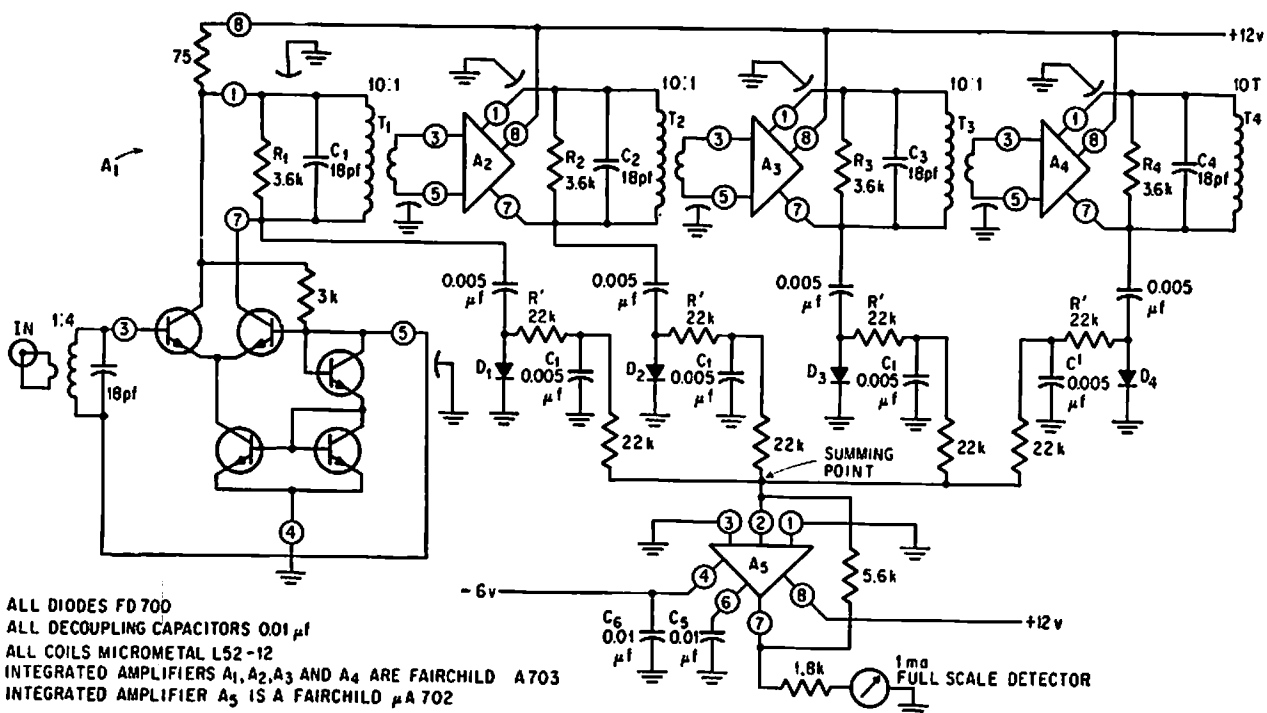 8
+12v
75
1
10:1
10:1
10:1
10T
A1
R1
3.6k
C1
18pf
T1
3
5
A2
1
8
7
R2
3.6k
C2
18pf
T2
3
5
A3
1
8
7
R3
3.6k
C3
18pf
T3
3
5
A4
1
8
7
R4
3.6k
C4
18pf
T4
7
3k
IN
1:4
3
18pf
5
4
0.005
μf
R'
22k
D1
C1
0.005
μf
22k
0.005
μf
R'
22k
D2
C1
0.005
μf
22k
0.005
μf
R'
22k
D3
C1
0.005
μf
22k
0.005
μf
R'
22k
C'
0.005
μf
D4
22k
SUMMING
POINT
3
2
1
A5
4
6
7
8
5.6k
-6v
+12v
C6
0.01
μf
C5
0.01
μf
1.8k
1 ma
FULL SCALE DETECTOR
ALL DIODES FD 700
ALL DECOUPLING CAPACITORS 0.01 μf
ALL COILS MICROMETAL L52-12
INTEGRATED AMPLIFIERS A1, A2, A3 AND A4 ARE FAIRCHILD A703
INTEGRATED AMPLIFIER A5 IS A FAIRCHILD μA 702